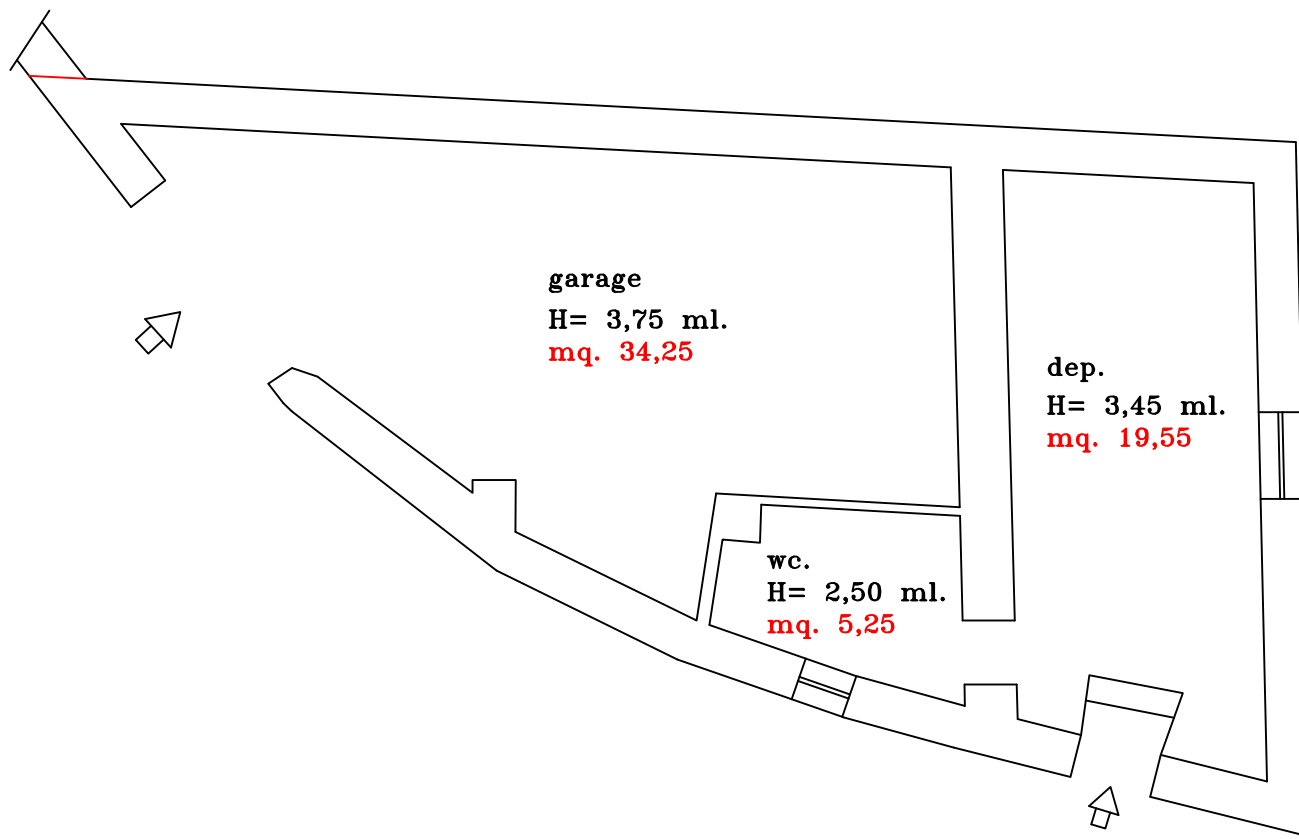 garage
H= 3,75 ml.
mq. 34,25
dep.
H= 3,45 ml.
mq. 19,55
wc.
H= 2,50 ml.
mq. 5,25